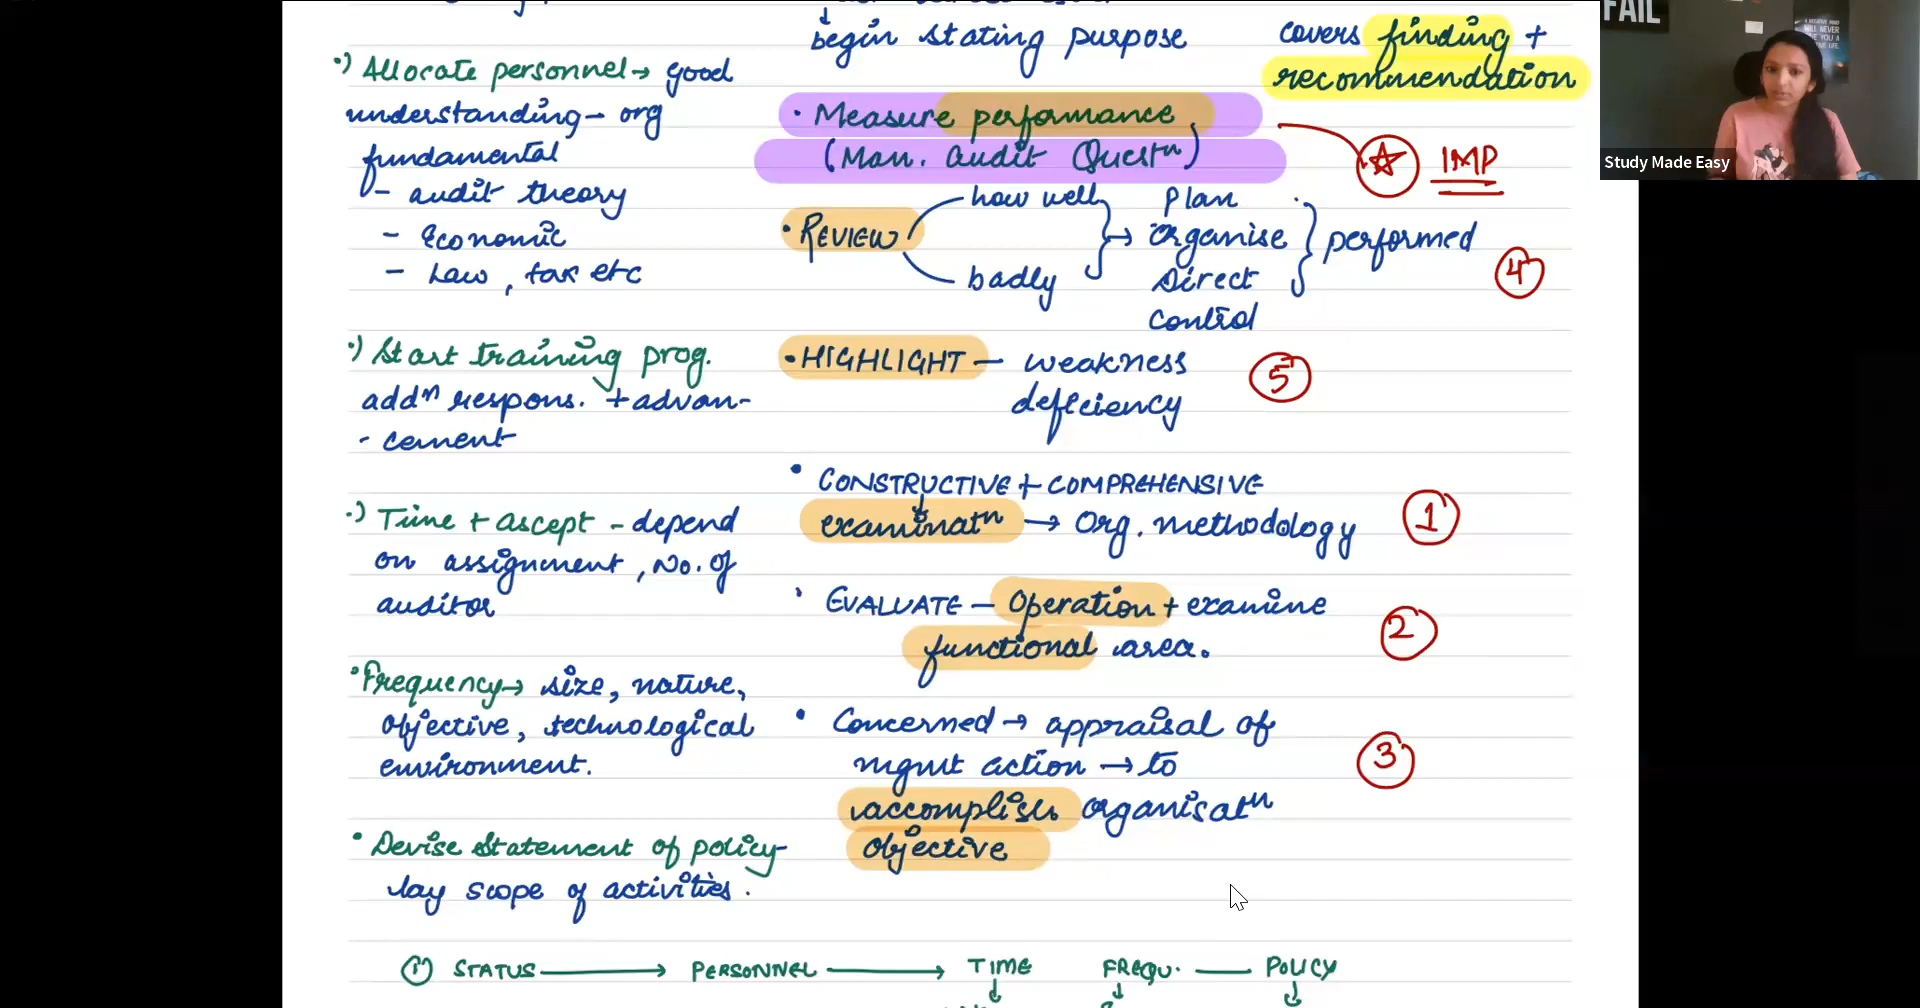 begin stating purpose
covers finding +
recommendation
FAIL
Study Made Easy
·) Allocate personnel → good
understanding - org
fundamental
- audit theory
- Economic
- Law, tax etc
·) Start training prog.
addⁿ respons. + advan-
- cement
·) Time + ascept - depend
on assignment, No. of
auditor
• Frequency → size, nature,
objective, technological
environment.
• Devise statement of policy-
lay scope of activities.
• Measure performance
(Man. audit Questⁿ)
IMP
• REVIEW
how well
badly
→ Plan
Organise
Direct
control
performed
4
• HIGHLIGHT - weakness
deficiency
5
• CONSTRUCTIVE + COMPREHENSIVE
examinatⁿ → Org. methodology
1
• EVALUATE - Operation + examine
functional area.
2
• Concerned → appraisal of
mgmt action → to
accomplish organisatⁿ
objective
3
① STATUS → PERSONNEL → TIME FREQU. — POLICY